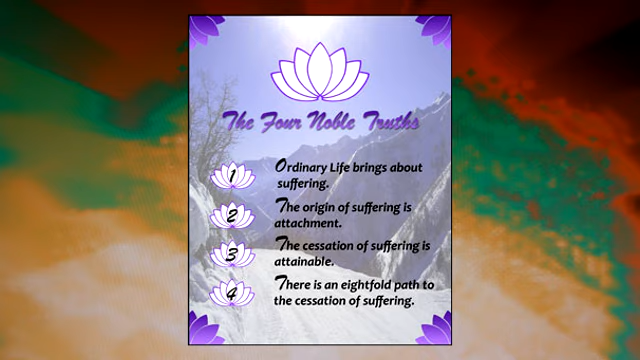 The Four Noble Truths
1 Ordinary Life brings about
suffering.
2 The origin of suffering is
attachment.
3 The cessation of suffering is
attainable.
4 There is an eightfold path to
the cessation of suffering.